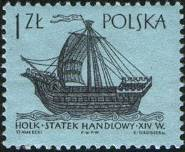 1 ZŁ POLSKA
HOLK - STATEK HANDLOWY - XIV W.